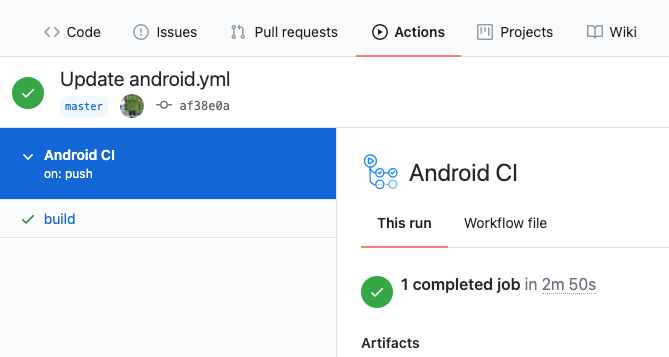 Code Issues Pull requests Actions Projects Wiki
Update android.yml
master af38e0a
Android CI
on: push
build
Android CI
This run Workflow file
1 completed job in 2m 50s
Artifacts